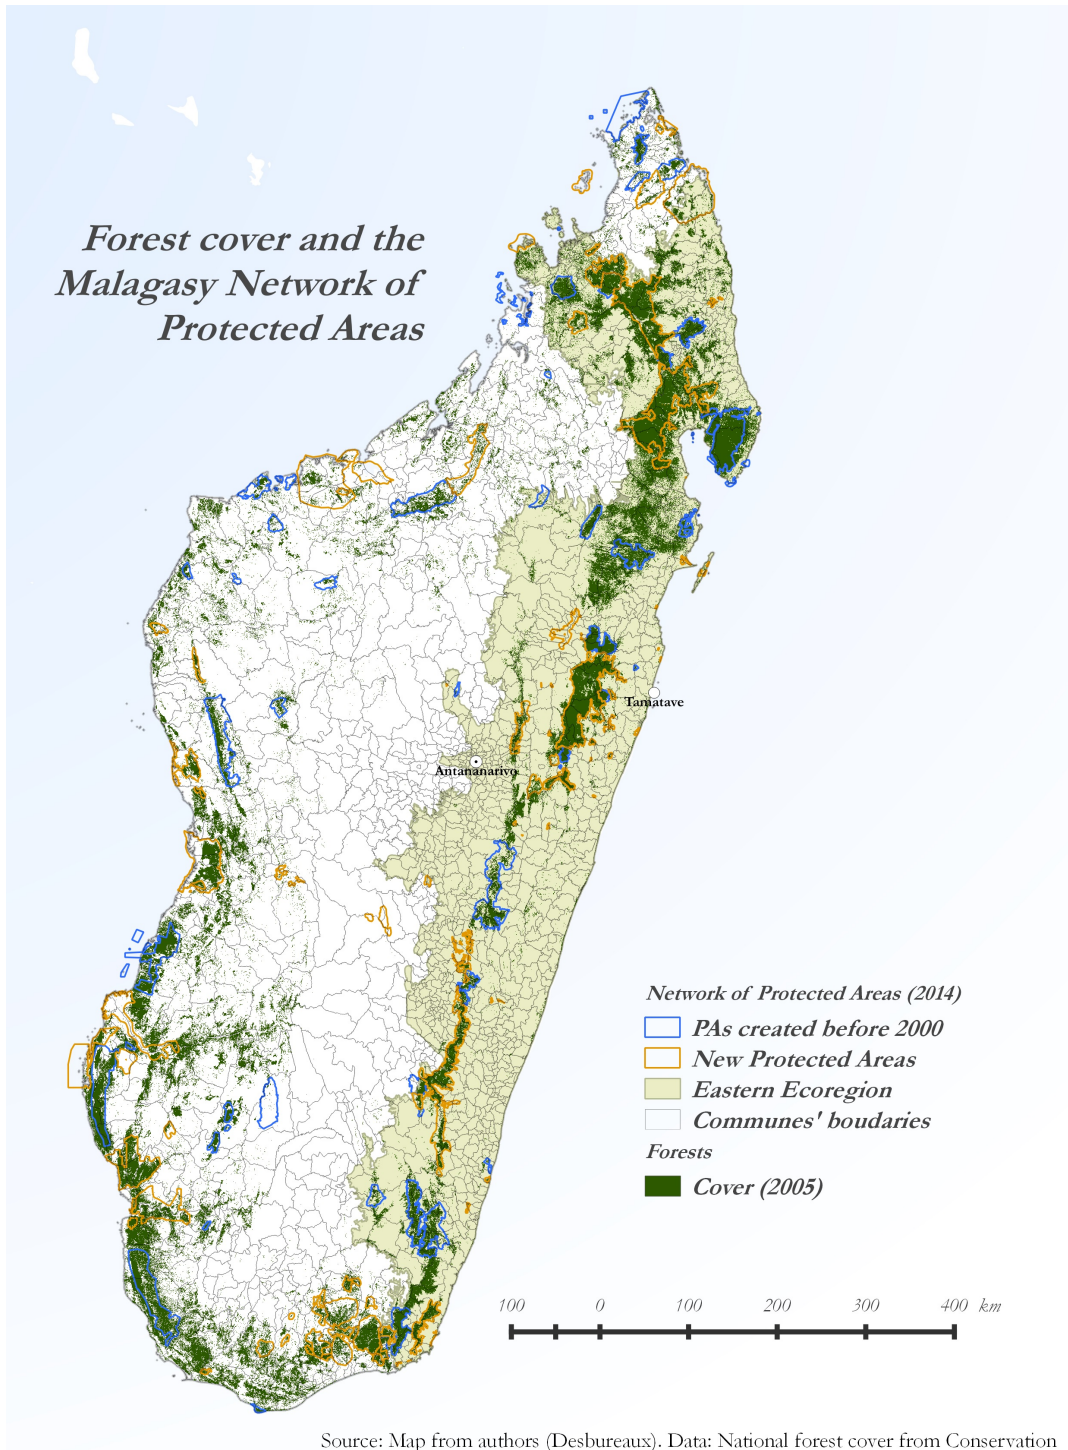 Forest cover and the
Malagasy Network of
Protected Areas
Tamatave
Antananarivo
Network of Protected Areas (2014)
PAs created before 2000
New Protected Areas
Eastern Ecoregion
Communes' boudaries
Forests
Cover (2005)
100 0 100 200 300 400 km
Source: Map from authors (Desbureaux). Data: National forest cover from Conservation